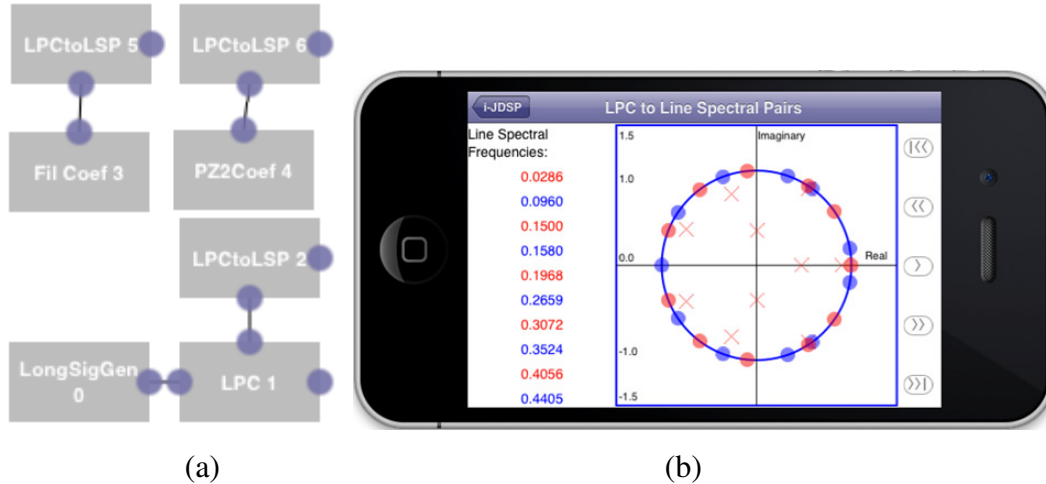 LPCtoLSP 5
LPCtoLSP 6
Fil Coef 3
PZ2Coef 4
LPCtoLSP 2
LongSigGen
0
LPC 1
(a)
i-JDSP
LPC to Line Spectral Pairs
Line Spectral
Frequencies:
0.0286
0.0960
0.1500
0.1580
0.1968
0.2659
0.3072
0.3524
0.4056
0.4405
1.5
Imaginary
1.0
0.0
Real
-1.0
-1.5
(b)